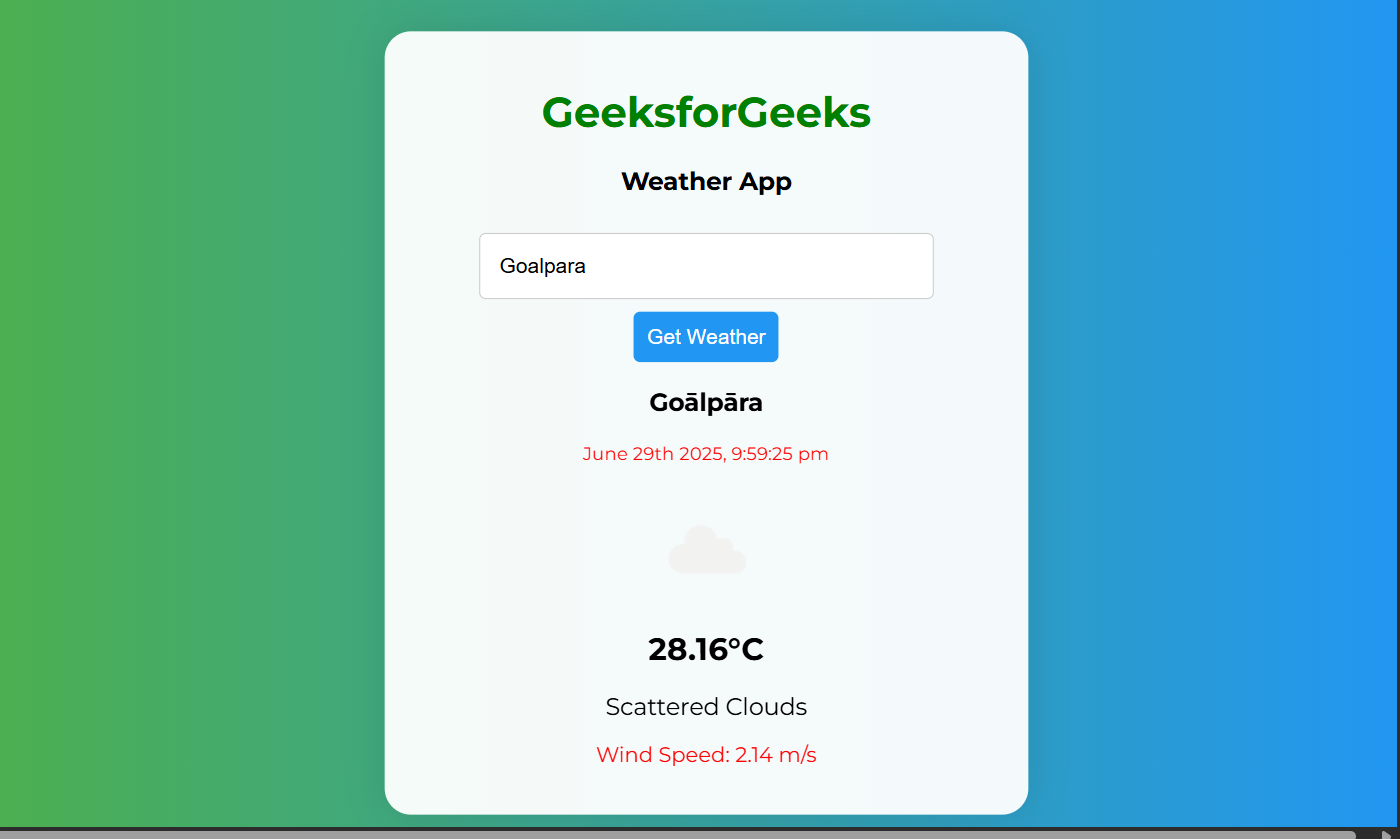 GeeksforGeeks
Weather App
Goalpara
Get Weather
Goālpāra
June 29th 2025, 9:59:25 pm
28.16°C
Scattered Clouds
Wind Speed: 2.14 m/s